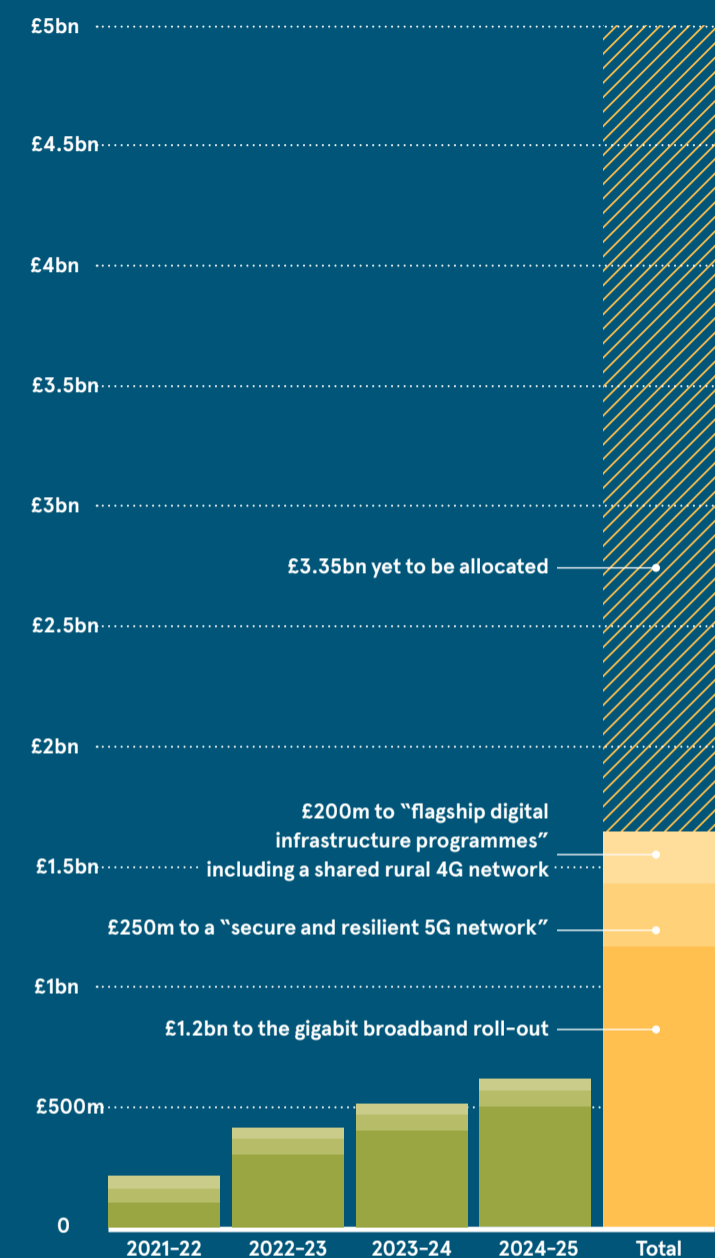 £5bn
£4.5bn
£4bn
£3.5bn
£3bn
£3.35bn yet to be allocated
£2.5bn
£2bn
£200m to “flagship digital
infrastructure programmes”
£1.5bn
including a shared rural 4G network
£250m to a “secure and resilient 5G network”
£1bn
£1.2bn to the gigabit broadband roll-out
£500m
0
2021-22 2022-23 2023-24 2024-25 Total